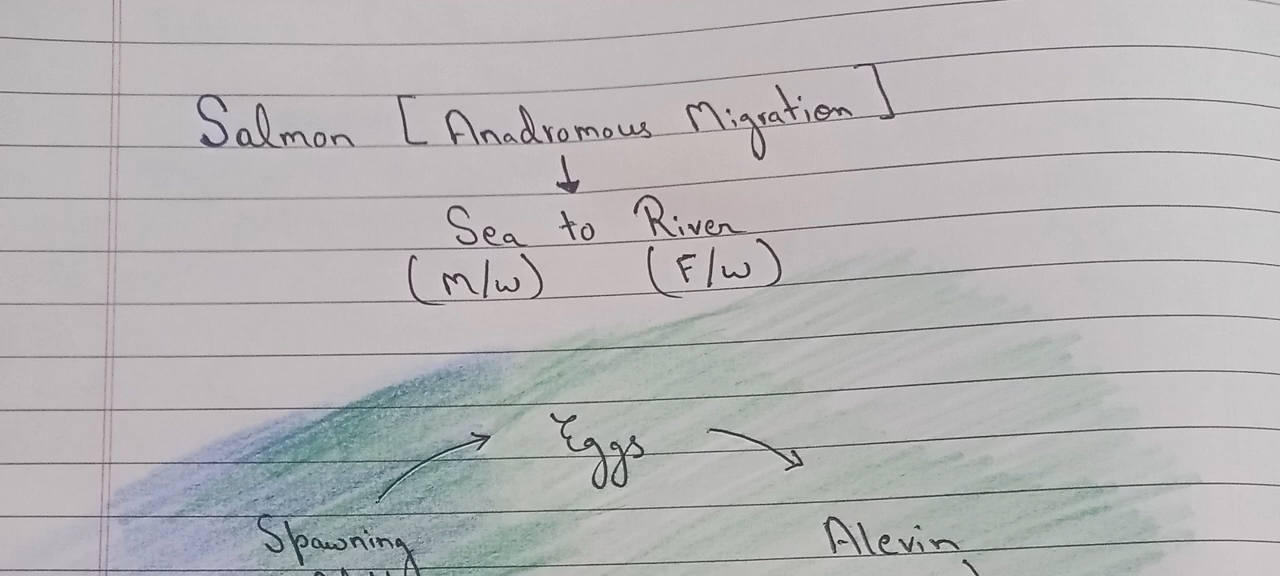 Salmon [Anadromous Migration]
Sea to River
(M/W) (F/W)
Eggs
Spawning Alevin